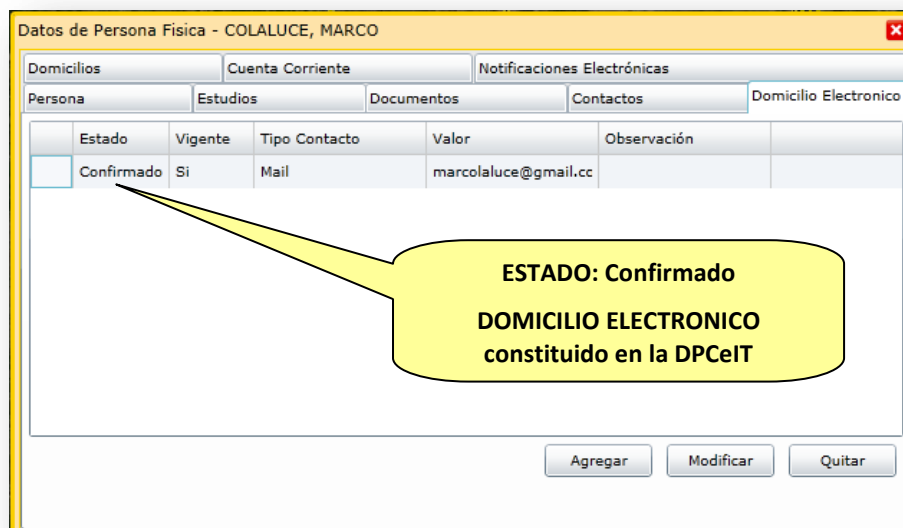 Datos de Persona Fisica - COLALUCE, MARCO
Domicilios Cuenta Corriente Notificaciones Electrónicas
Persona Estudios Documentos Contactos Domicilio Electronico
Estado Vigente Tipo Contacto Valor Observación
Confirmado Si Mail marcolaluce@gmail.cc
ESTADO: Confirmado
DOMICILIO ELECTRONICO
constituido en la DPCeIT
Agregar Modificar Quitar